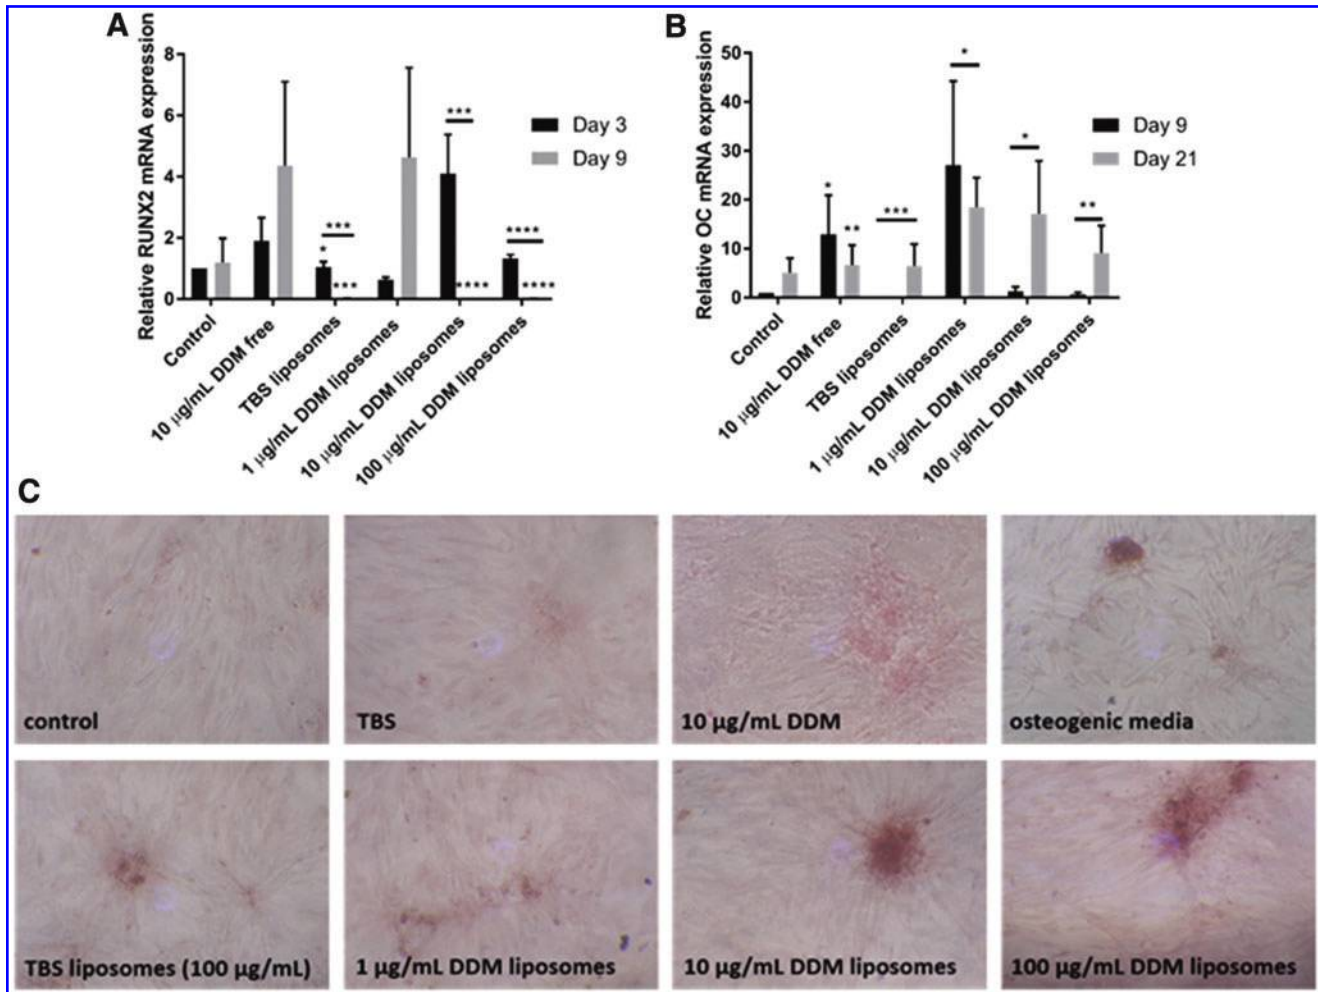 A
Relative RUNX2 mRNA expression
8
6
4
2
0
***
*
***
***
****
****
****
Day 3
Day 9
Control
10 µg/mL DDM free
TBS liposomes
1 µg/mL DDM liposomes
10 µg/mL DDM liposomes
100 µg/mL DDM liposomes
B
Relative OC mRNA expression
50
40
30
20
10
0
*
**
***
*
*
**
Day 9
Day 21
Control
10 µg/mL DDM free
TBS liposomes
1 µg/mL DDM liposomes
10 µg/mL DDM liposomes
100 µg/mL DDM liposomes
C
control
TBS
10 µg/mL DDM
osteogenic media
TBS liposomes (100 µg/mL)
1 µg/mL DDM liposomes
10 µg/mL DDM liposomes
100 µg/mL DDM liposomes